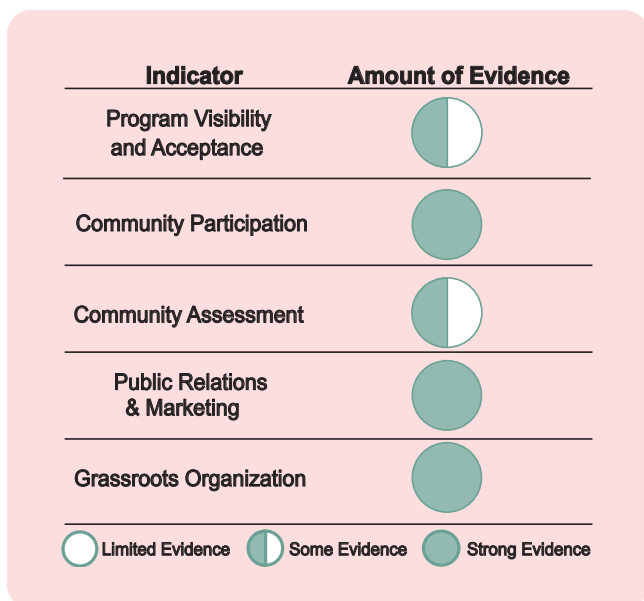 Indicator
Amount of Evidence
Program Visibility
and Acceptance
Community Participation
Community Assessment
Public Relations
& Marketing
Grassroots Organization
Limited Evidence
Some Evidence
Strong Evidence